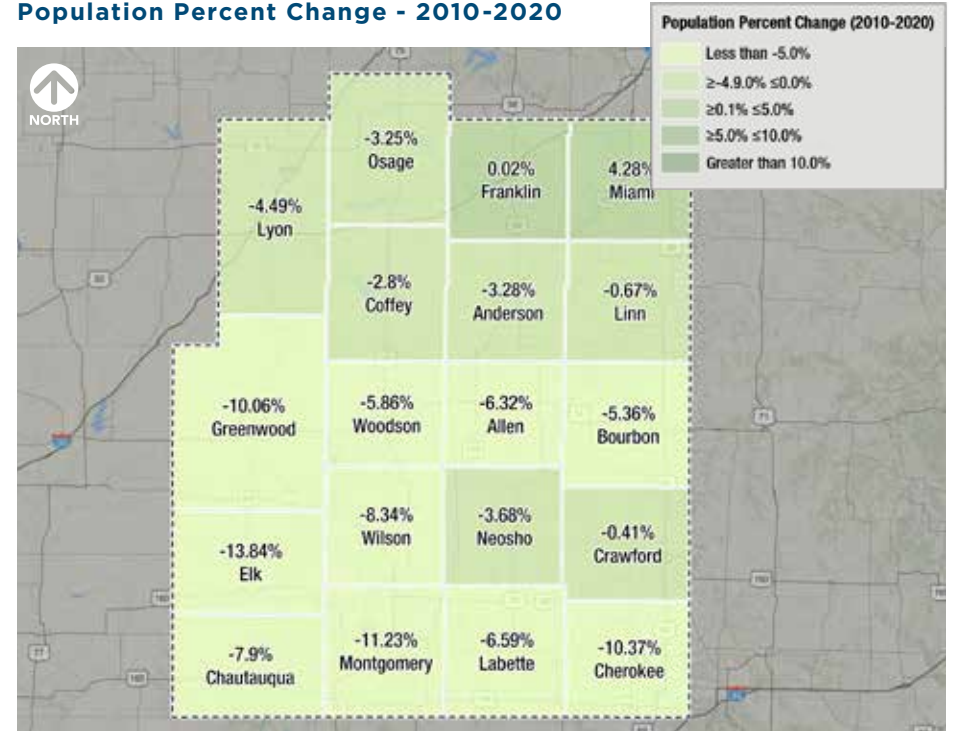 Population Percent Change - 2010-2020
Population Percent Change (2010-2020)
Less than -5.0%
≥-4.9.0% ≤0.0%
≥0.1% ≤5.0%
≥5.0% ≤10.0%
Greater than 10.0%
NORTH
-3.25%
Osage
0.02%
Franklin
4.28%
Miami
-4.49%
Lyon
-2.8%
Coffey
-3.28%
Anderson
-0.67%
Linn
-10.06%
Greenwood
-5.86%
Woodson
-6.32%
Allen
-5.36%
Bourbon
-8.34%
Wilson
-3.68%
Neosho
-0.41%
Crawford
-13.84%
Elk
-7.9%
Chautauqua
-11.23%
Montgomery
-6.59%
Labette
-10.37%
Cherokee
71
77